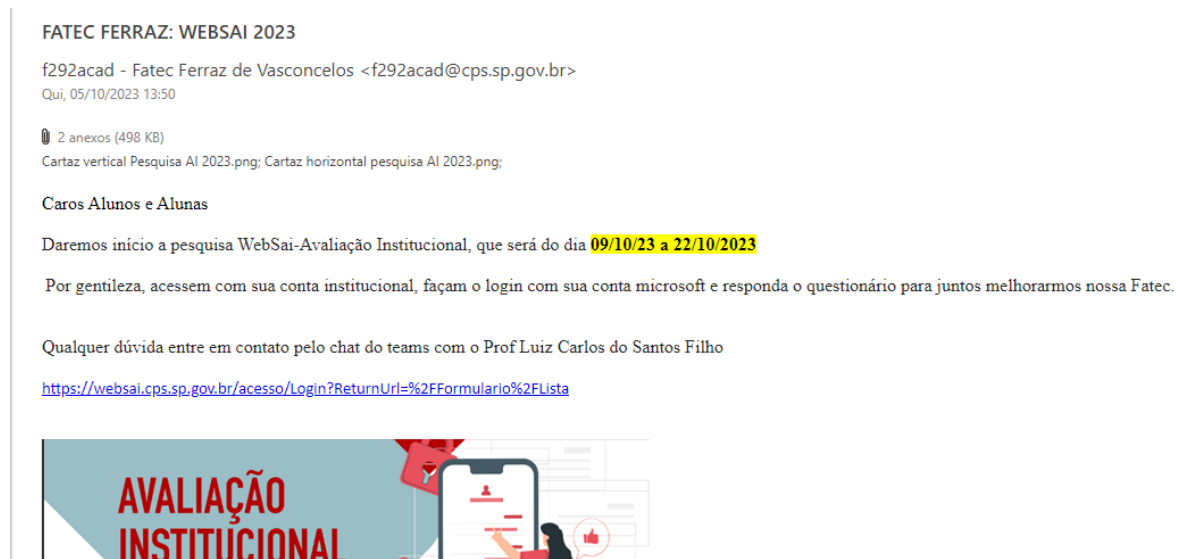 FATEC FERRAZ: WEBSAI 2023
f292acad - Fatec Ferraz de Vasconcelos <f292acad@cps.sp.gov.br>
Qui, 05/10/2023 13:50
2 anexos (498 KB)
Cartaz vertical Pesquisa AI 2023.png; Cartaz horizontal pesquisa AI 2023.png;
Caros Alunos e Alunas
Daremos início a pesquisa WebSai-Avaliação Institucional, que será do dia 09/10/23 a 22/10/2023
Por gentileza, acessem com sua conta institucional, façam o login com sua conta microsoft e responda o questionário para juntos melhorarmos nossa Fatec.
Qualquer dúvida entre em contato pelo chat do teams com o Prof Luiz Carlos do Santos Filho
https://websai.cps.sp.gov.br/acesso/Login?ReturnUrl=%2FFormulario%2FLista
AVALIAÇÃO
INSTITUCIONAL